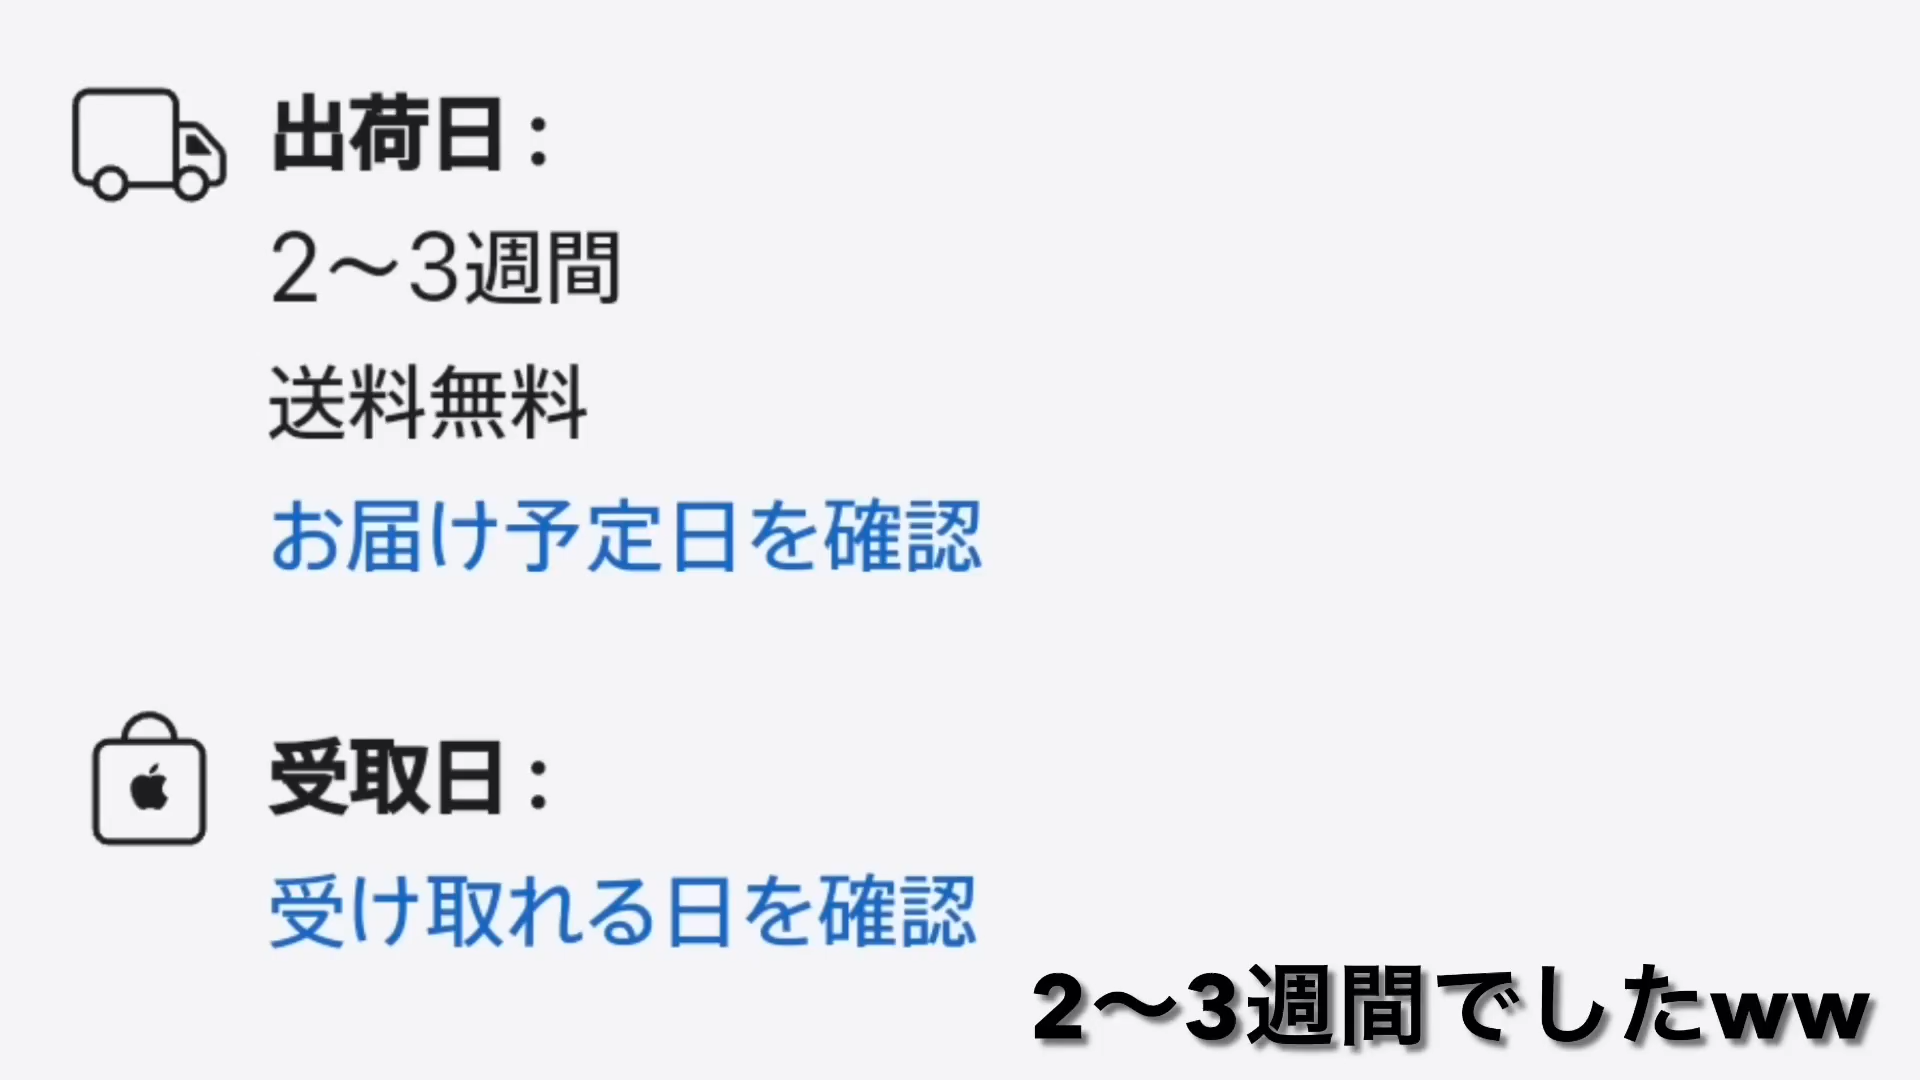 出荷日：
2〜3週間
送料無料
お届け予定日を確認
受取日：
受け取れる日を確認
2〜3週間でしたww